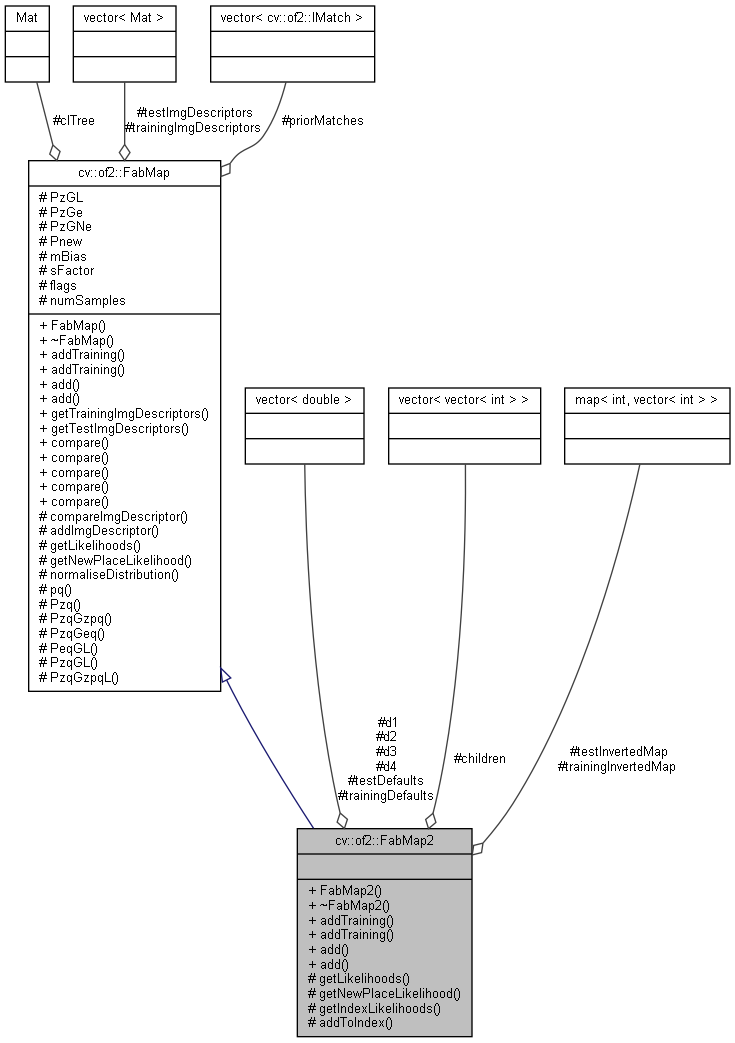 Mat
vector< Mat >
vector< cv::of2::IMatch >
#clTree
#testImgDescriptors
#trainingImgDescriptors
#priorMatches
cv::of2::FabMap
# PzGL
# PzGe
# PzGNe
# Pnew
# mBias
# sFactor
# flags
# numSamples
+ FabMap()
+ ~FabMap()
+ addTraining()
+ addTraining()
+ add()
+ add()
+ getTrainingImgDescriptors()
+ getTestImgDescriptors()
+ compare()
+ compare()
+ compare()
+ compare()
+ compare()
# compareImgDescriptor()
# addImgDescriptor()
# getLikelihoods()
# getNewPlaceLikelihood()
# normaliseDistribution()
# pq()
# Pzq()
# PzqGzpq()
# PzqGeq()
# PeqGL()
# PzqGL()
# PzqGzpqL()
vector< double >
vector< vector< int > >
map< int, vector< int > >
#d1
#d2
#d3
#d4
#testDefaults
#trainingDefaults
#children
#testInvertedMap
#trainingInvertedMap
cv::of2::FabMap2
+ FabMap2()
+ ~FabMap2()
+ addTraining()
+ addTraining()
+ add()
+ add()
# getLikelihoods()
# getNewPlaceLikelihood()
# getIndexLikelihoods()
# addToIndex()